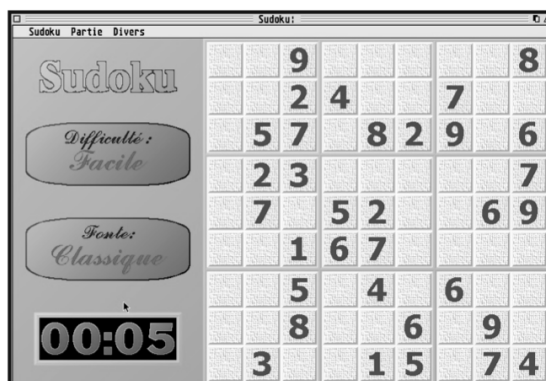 Sudoku:
Sudoku Partie Divers
Sudoku
Difficulté :
Facile
Fonte:
Classique
00:05
9 8
2 4 7
5 7 8 2 9 6
2 3 7
7 5 2 6 9
1 6 7
5 4 6
8 6 9
3 1 5 7 4